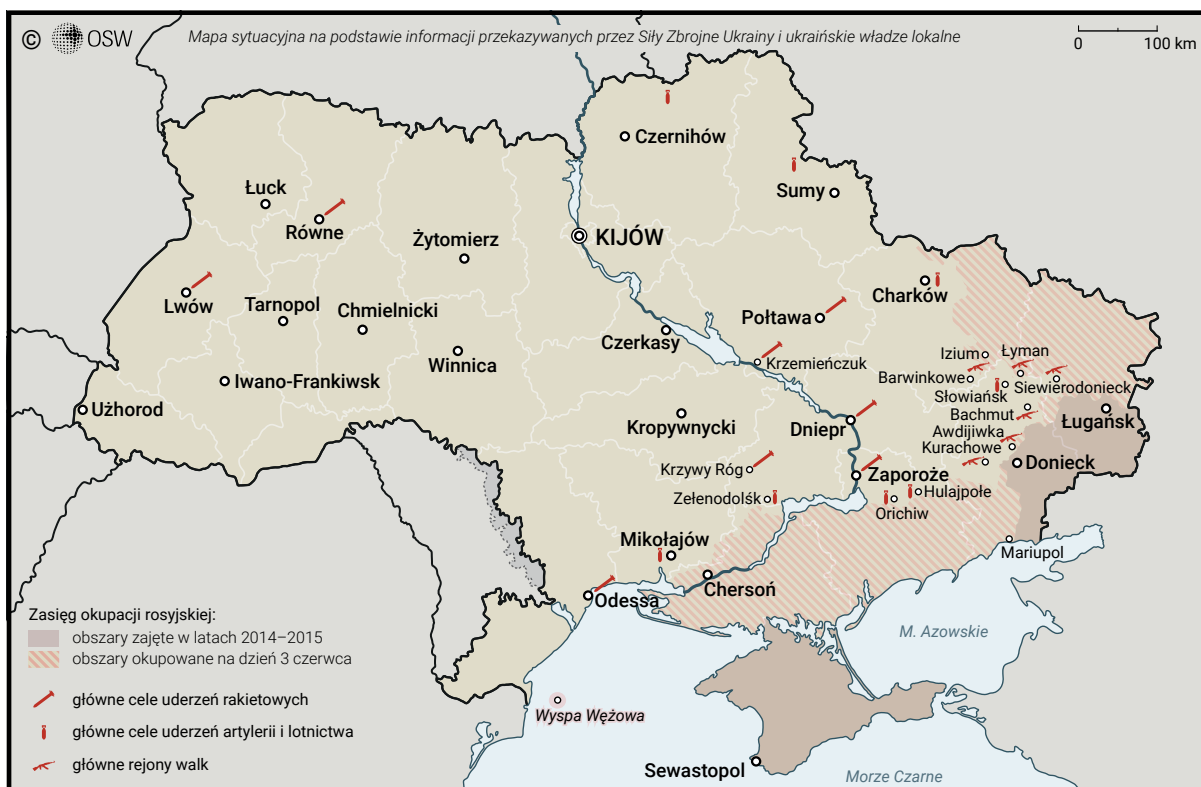 © OSW
Mapa sytuacyjna na podstawie informacji przekazywanych przez Siły Zbrojne Ukrainy i ukraińskie władze lokalne
0 100 km
Czernihów
Sumy
Łuck
Równe
Żytomierz
KIJÓW
Lwów
Tarnopol
Chmielnicki
Winnica
Czerkasy
Połtawa
Charków
Krzemieńczuk
Izium
Łyman
Barwinkowe
Siewierodonieck
Słowiańsk
Bachmut
Ługańsk
Awdijiwka
Kurachowe
Donieck
Iwano-Frankiwsk
Użhorod
Kropywnycki
Dniepr
Krzywy Róg
Zaporoże
Zełenodolśk
Hulajpołe
Orichiw
Mariupol
Mikołajów
Chersoń
Odessa
M. Azowskie
Zasięg okupacji rosyjskiej:
obszary zajęte w latach 2014–2015
obszary okupowane na dzień 3 czerwca
główne cele uderzeń rakietowych
główne cele uderzeń artylerii i lotnictwa
główne rejony walk
Wyspa Wężowa
Sewastopol
Morze Czarne